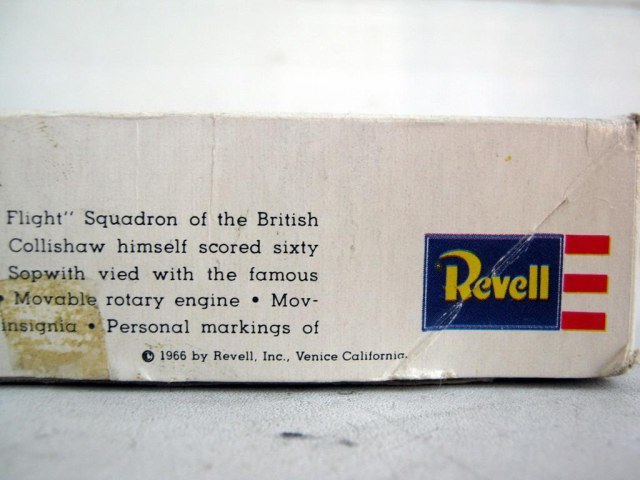 Flight" Squadron of the British
Collishaw himself scored sixty
Sopwith vied with the famous
• Movable rotary engine • Mov-
insignia • Personal markings of
© 1966 by Revell, Inc., Venice California.
Revell